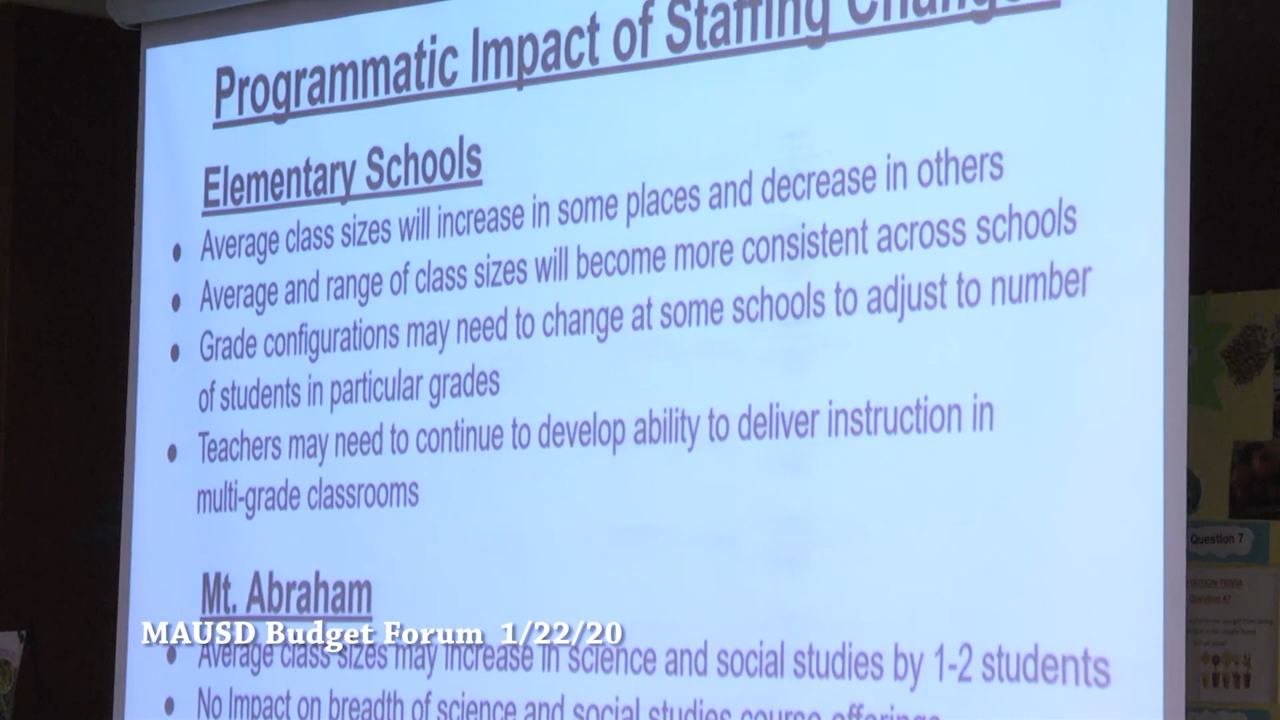 Programmatic Impact of Staffing Changes
Elementary Schools
• Average class sizes will increase in some places and decrease in others
• Average and range of class sizes will become more consistent across schools
• Grade configurations may need to change at some schools to adjust to number
of students in particular grades
• Teachers may need to continue to develop ability to deliver instruction in
multi-grade classrooms
Mt. Abraham
MAUSD Budget Forum 1/22/20
• Average class sizes may increase in science and social studies by 1-2 students
• No Impact on breadth of science and social studies course offerings
Question 7